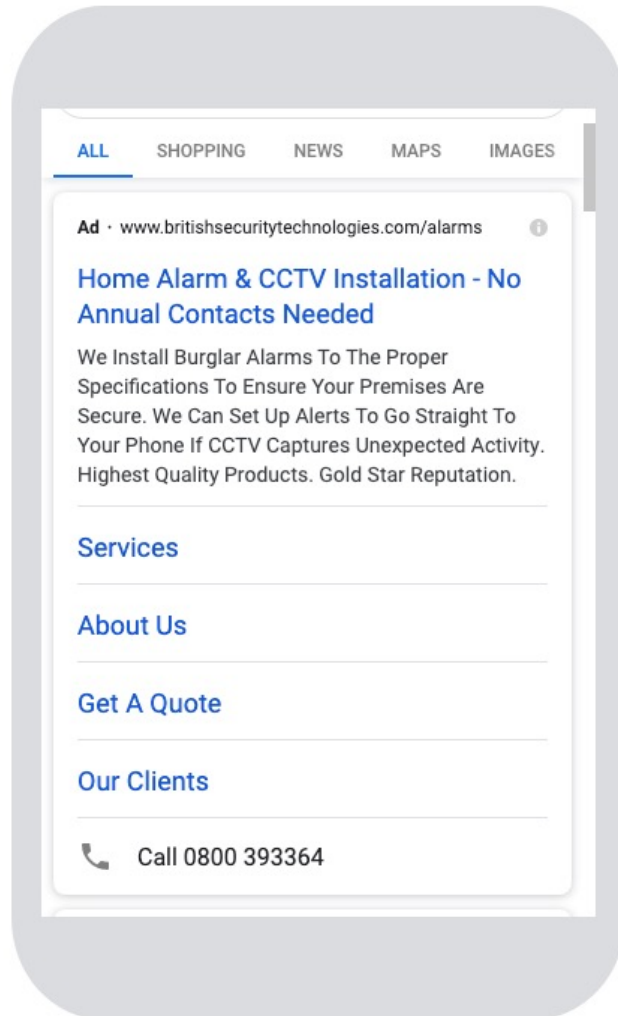 ALL SHOPPING NEWS MAPS IMAGES
Ad · www.britishsecuritytechnologies.com/alarms
Home Alarm & CCTV Installation - No
Annual Contacts Needed
We Install Burglar Alarms To The Proper
Specifications To Ensure Your Premises Are
Secure. We Can Set Up Alerts To Go Straight To
Your Phone If CCTV Captures Unexpected Activity.
Highest Quality Products. Gold Star Reputation.
Services
About Us
Get A Quote
Our Clients
Call 0800 393364